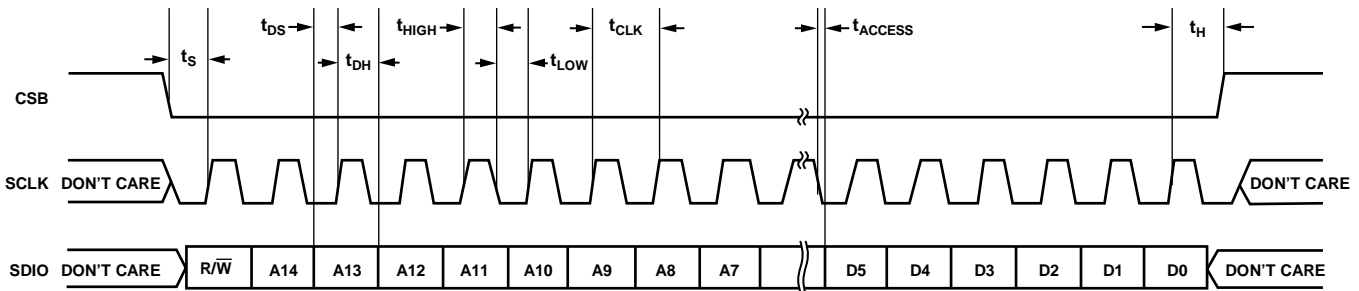 tDS tHIGH tCLK tACCESS tH
tS tDH tLOW
CSB
SCLK DON'T CARE DON'T CARE
SDIO DON'T CARE R/W̅ A14 A13 A12 A11 A10 A9 A8 A7 D5 D4 D3 D2 D1 D0 DON'T CARE